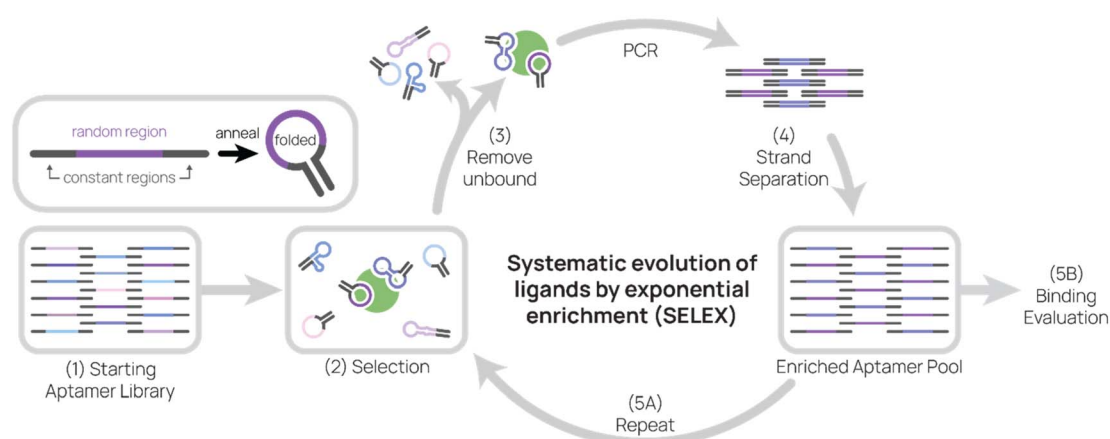 random region
constant regions
anneal
folded
(1) Starting
Aptamer Library
(2) Selection
(3)
Remove
unbound
PCR
(4)
Strand
Separation
Systematic evolution of
ligands by exponential
enrichment (SELEX)
Enriched Aptamer Pool
(5A)
Repeat
(5B)
Binding
Evaluation